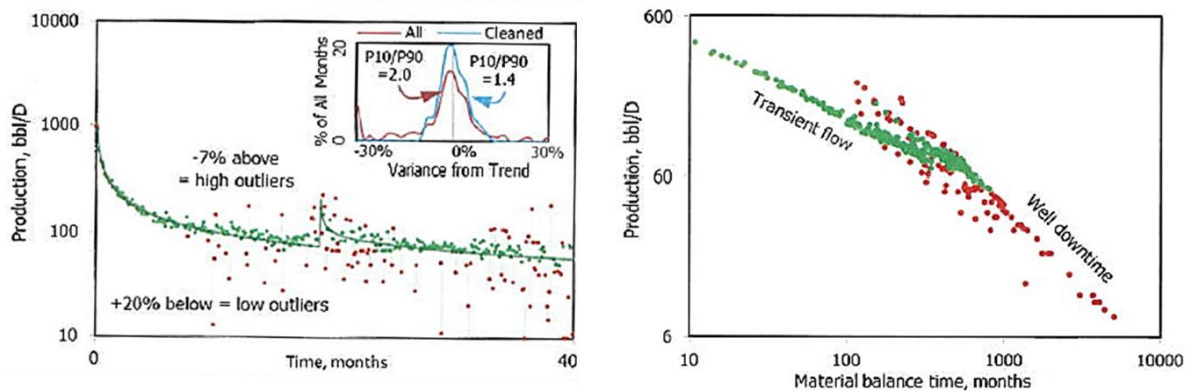 10000
1000
100
10
Production, bbl/D
0
40
Time, months
All
Cleaned
20
0
% of All Months
P10/P90
=2.0
P10/P90
=1.4
-30%
0%
30%
Variance from Trend
-7% above
= high outliers
+20% below = low outliers
600
60
6
Production, bbl/D
Transient flow
Well downtime
10
100
1000
10000
Material balance time, months